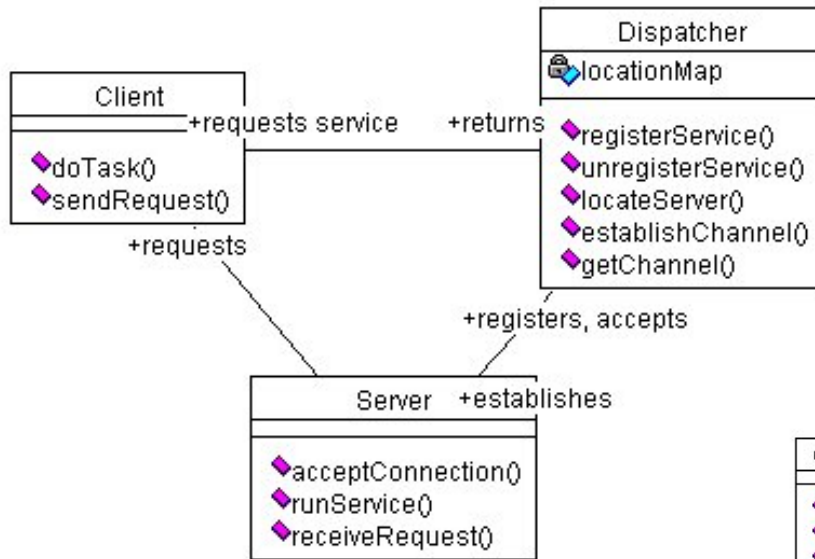 Client
doTask()
sendRequest()
+requests service
+returns
Dispatcher
locationMap
registerService()
unregisterService()
locateServer()
establishChannel()
getChannel()
+requests
+registers, accepts
+establishes
Server
acceptConnection()
runService()
receiveRequest()